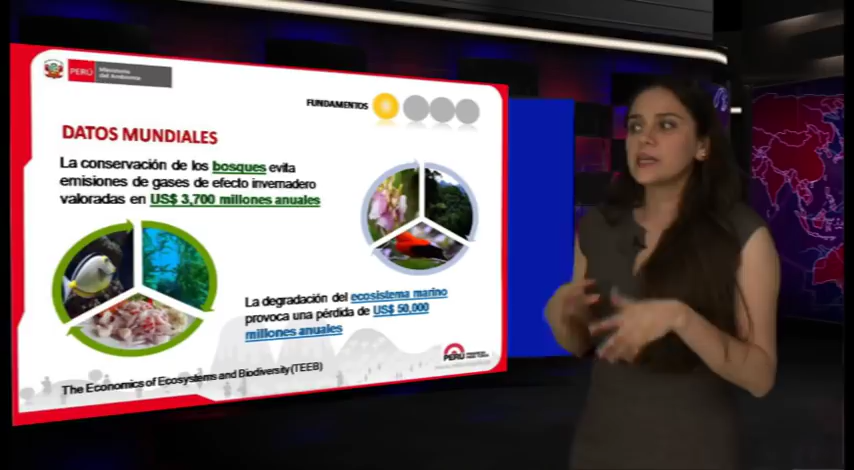 PERÚ
Ministerio
del Ambiente
FUNDAMENTOS
DATOS MUNDIALES
La conservación de los bosques evita
emisiones de gases de efecto invernadero
valoradas en US$ 3,700 millones anuales
La degradación del ecosistema marino
provoca una pérdida de US$ 50,000
millones anuales
PERÚ
The Economics of Ecosystems and Biodiversity (TEEB)